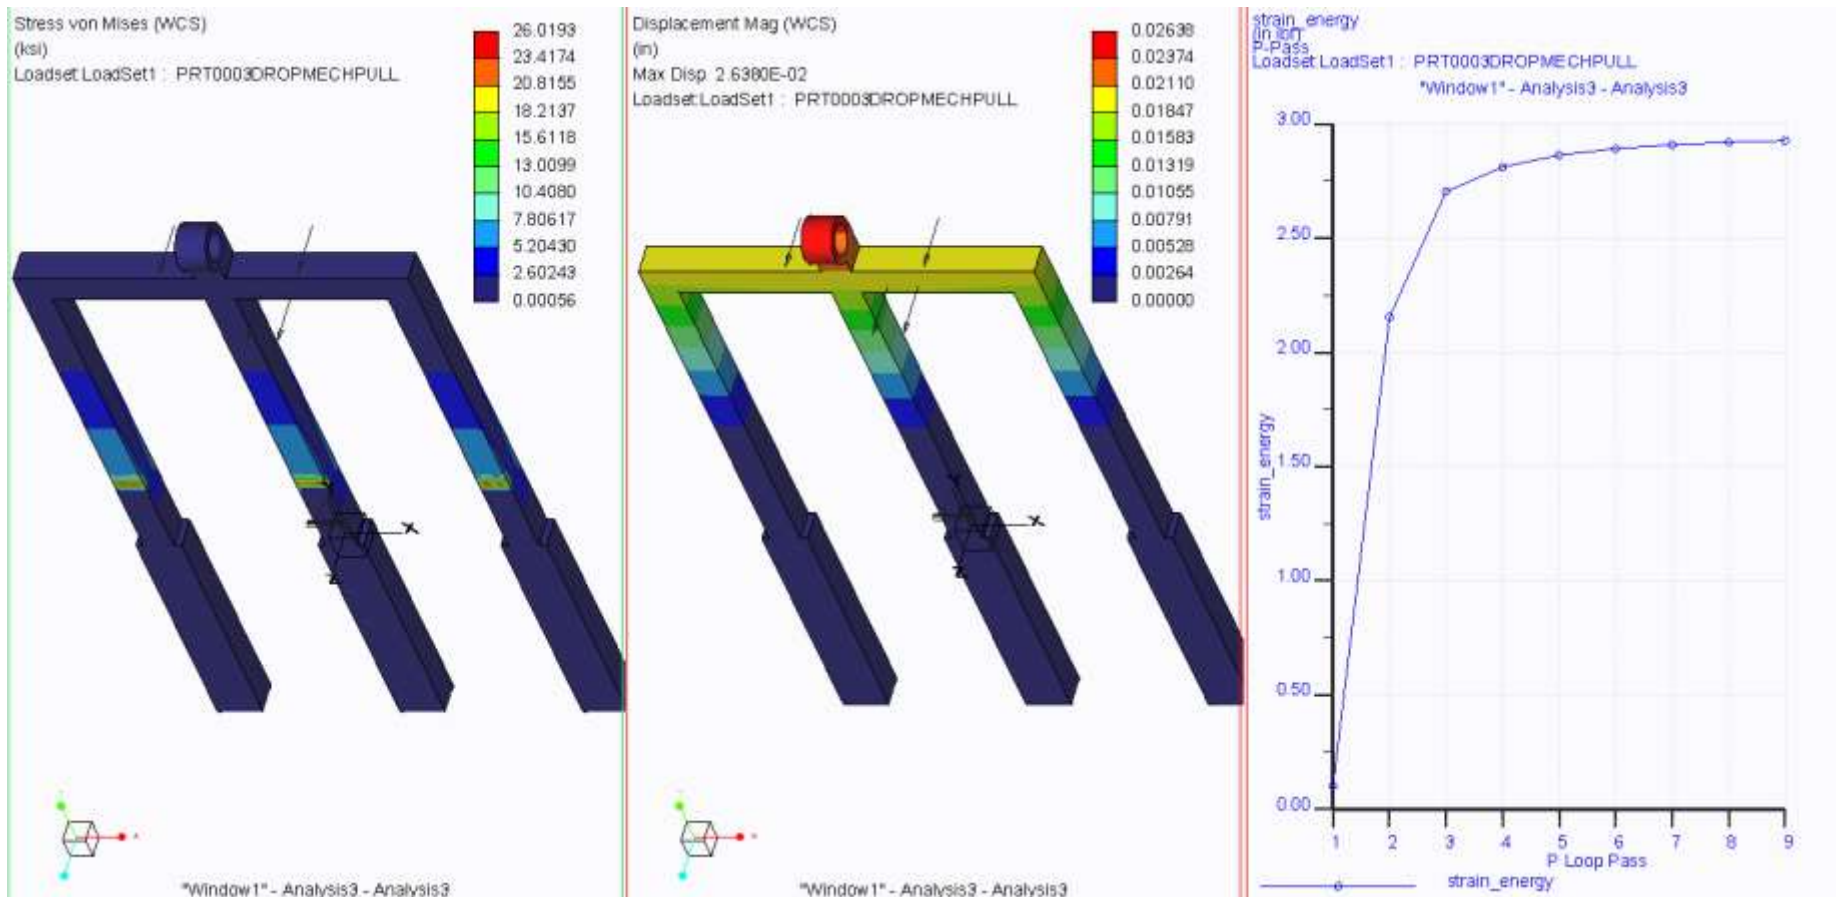 Stress von Mises (WCS)
(ksi)
Loadset:LoadSet1 : PRT0003DROPMECHPULL
26.0193
23.4174
20.8155
18.2137
15.6118
13.0099
10.4080
7.80617
5.20430
2.60243
0.00056
X
Y
Z
"Window1" - Analysis3 - Analysis3
Displacement Mag (WCS)
(in)
Max Disp 2.6380E-02
Loadset:LoadSet1 : PRT0003DROPMECHPULL
0.02638
0.02374
0.02110
0.01847
0.01583
0.01319
0.01055
0.00791
0.00528
0.00264
0.00000
Y
X
Z
"Window1" - Analysis3 - Analysis3
strain_energy
(in lbf)
P-Pass
Loadset:LoadSet1 : PRT0003DROPMECHPULL
"Window1" - Analysis3 - Analysis3
3.00
2.50
2.00
1.50
1.00
0.50
0.00
strain_energy
1 2 3 4 5 6 7 8 9
P Loop Pass
strain_energy